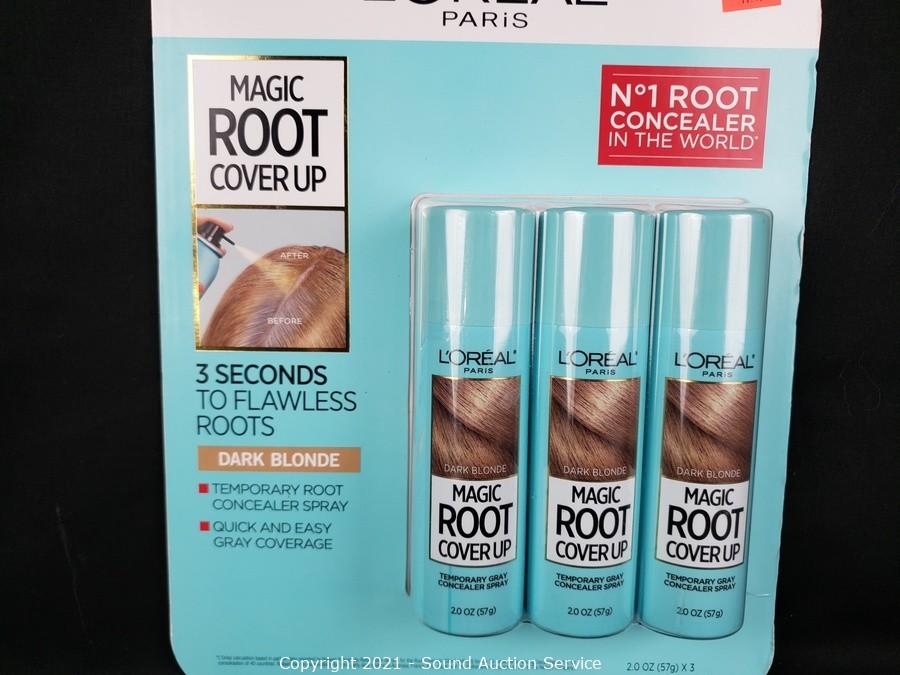 L'ORÉAL
PARIS
MAGIC
ROOT
COVER UP
AFTER
BEFORE
3 SECONDS
TO FLAWLESS
ROOTS
DARK BLONDE
TEMPORARY ROOT
CONCEALER SPRAY
QUICK AND EASY
GRAY COVERAGE
N°1 ROOT
CONCEALER
IN THE WORLD*
L'ORÉAL
PARIS
DARK BLONDE
MAGIC
ROOT
COVER UP
TEMPORARY GRAY
CONCEALER SPRAY
2.0 OZ (57g)
L'ORÉAL
PARIS
DARK BLONDE
MAGIC
ROOT
COVER UP
TEMPORARY GRAY
CONCEALER SPRAY
2.0 OZ (57g)
L'ORÉAL
PARIS
DARK BLONDE
MAGIC
ROOT
COVER UP
TEMPORARY GRAY
CONCEALER SPRAY
2.0 OZ (57g)
2.0 OZ (57g) X 3
Copyright 2021 - Sound Auction Service